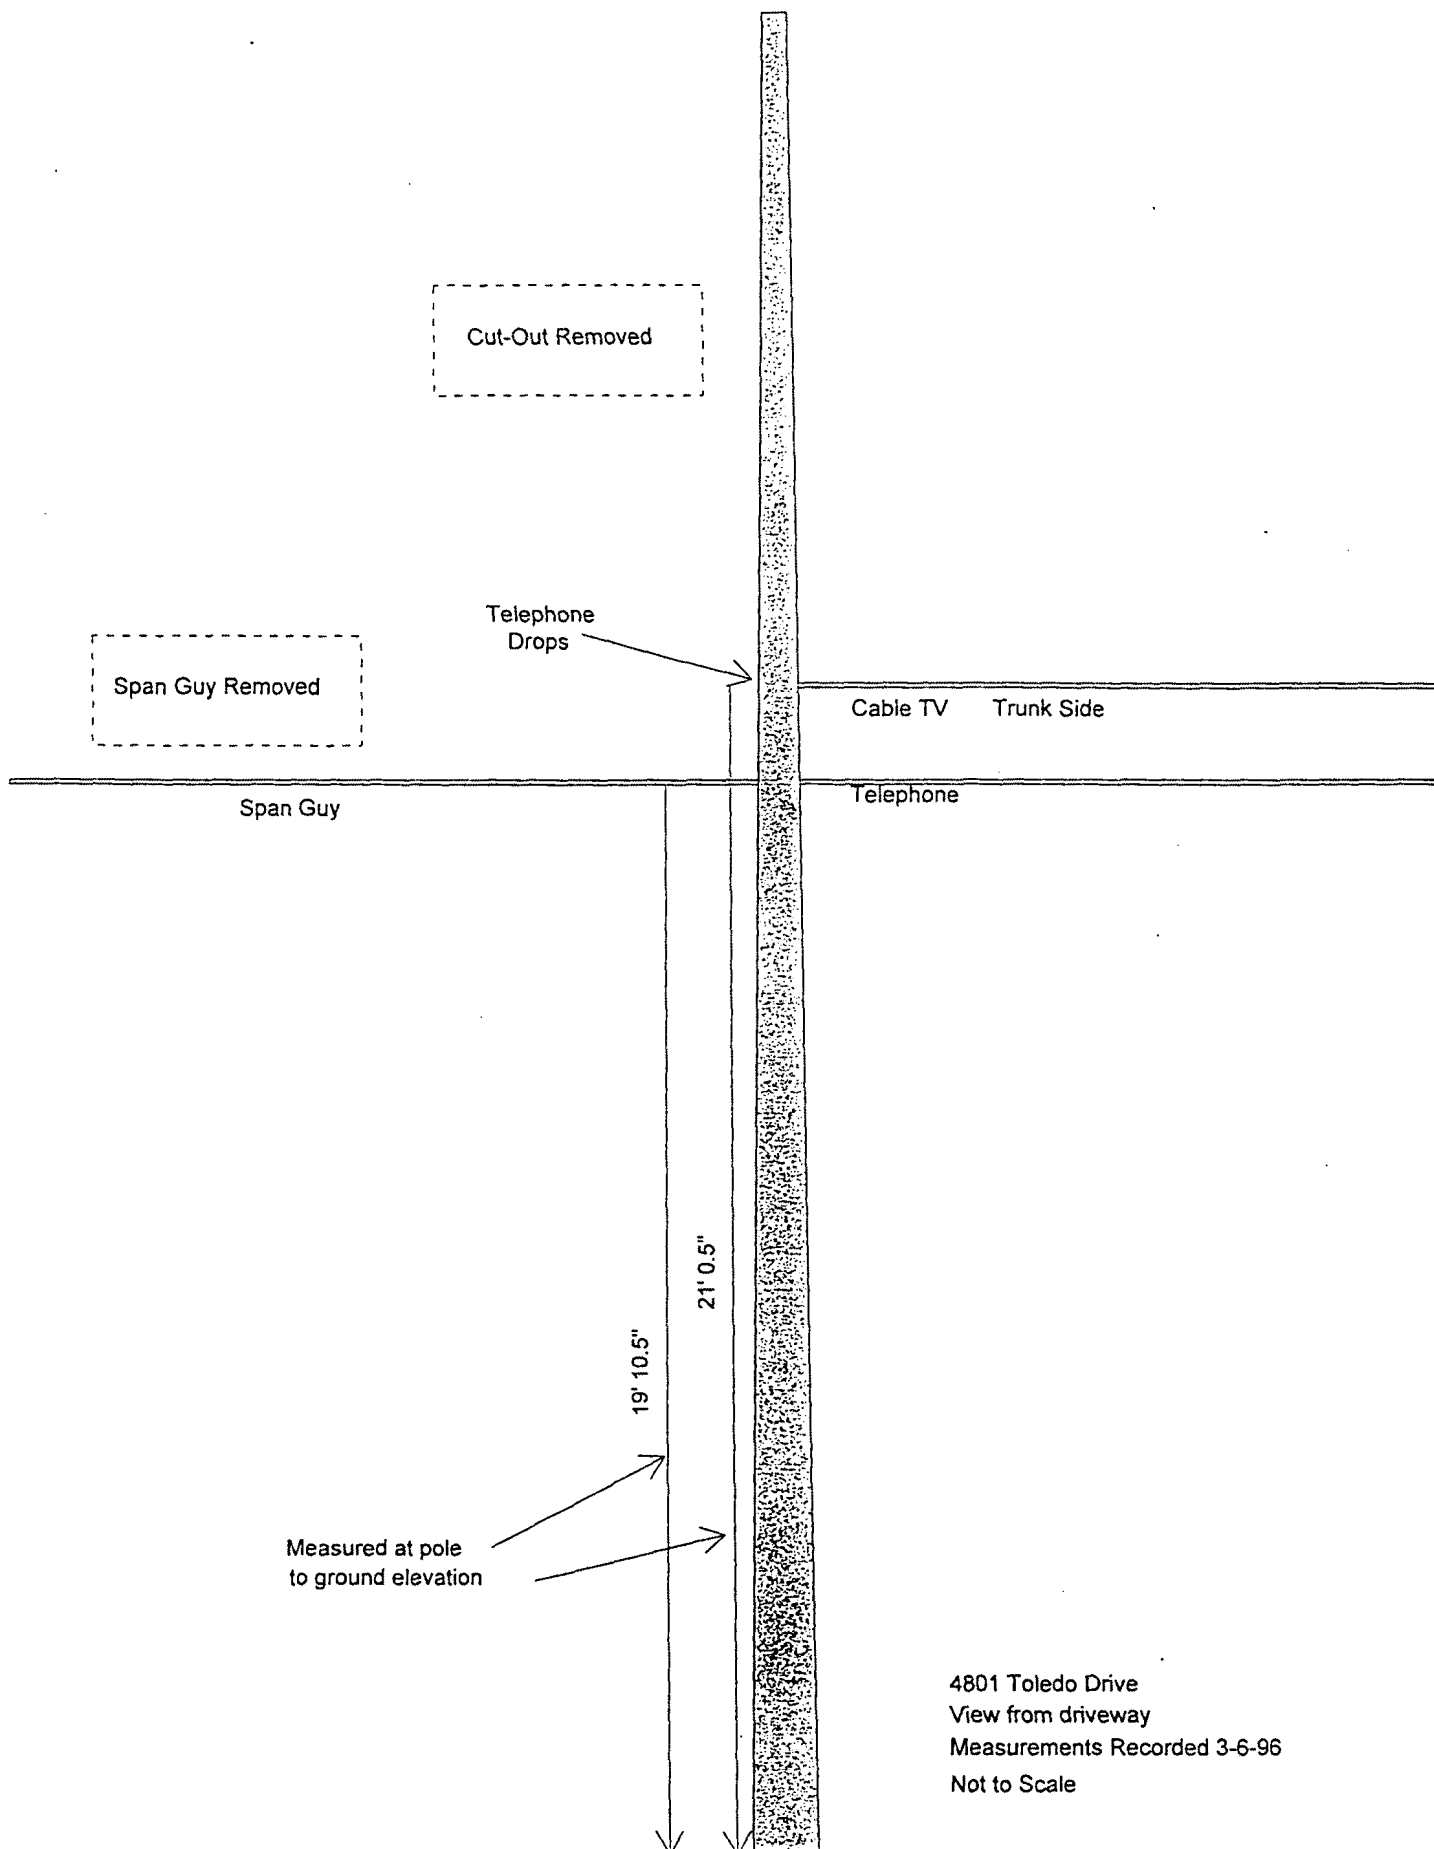 Cut-Out Removed
Telephone
Drops
Span Guy Removed
Cable TV Trunk Side
Span Guy
Telephone
21' 0.5"
19' 10.5"
Measured at pole
to ground elevation
4801 Toledo Drive
View from driveway
Measurements Recorded 3-6-96
Not to Scale